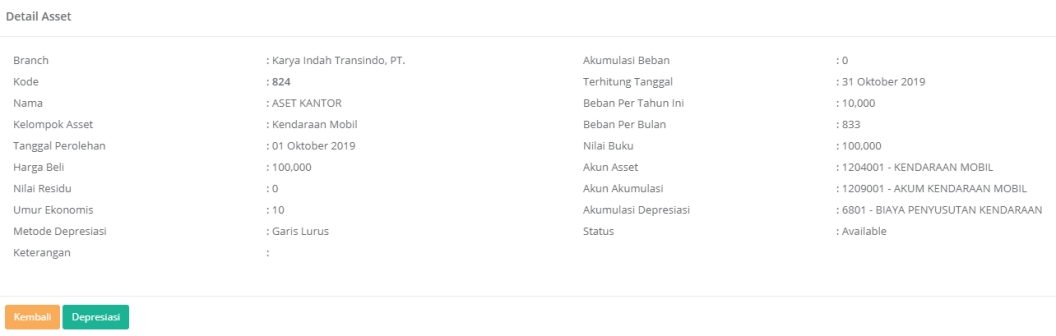 Detail Asset
Branch : Karya Indah Transindo, PT. Akumulasi Beban : 0
Kode : 824 Terhitung Tanggal : 31 Oktober 2019
Nama : ASET KANTOR Beban Per Tahun Ini : 10,000
Kelompok Asset : Kendaraan Mobil Beban Per Bulan : 833
Tanggal Perolehan : 01 Oktober 2019 Nilai Buku : 100,000
Harga Beli : 100,000 Akun Asset : 1204001 - KENDARAAN MOBIL
Nilai Residu : 0 Akun Akumulasi : 1209001 - AKUM KENDARAAN MOBIL
Umur Ekonomis : 10 Akumulasi Depresiasi : 6801 - BIAYA PENYUSUTAN KENDARAAN
Metode Depresiasi : Garis Lurus Status : Available
Keterangan :
Kembali Depresiasi